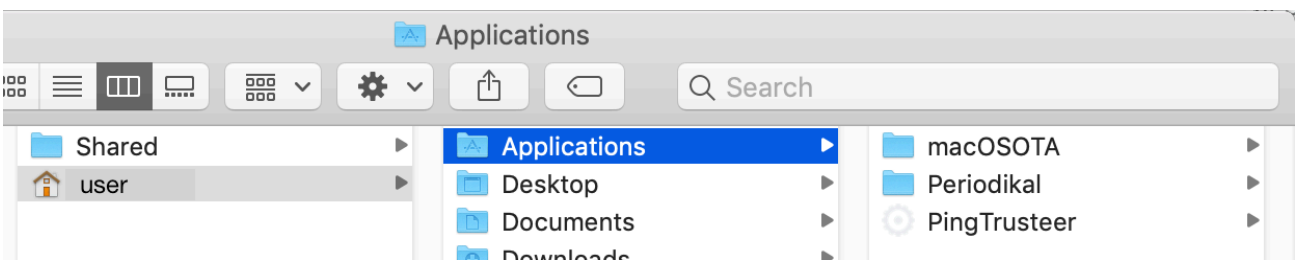 Applications
Search
Shared
user
Applications
Desktop
Documents
Downloads
macOSOTA
Periodikal
PingTrusteer